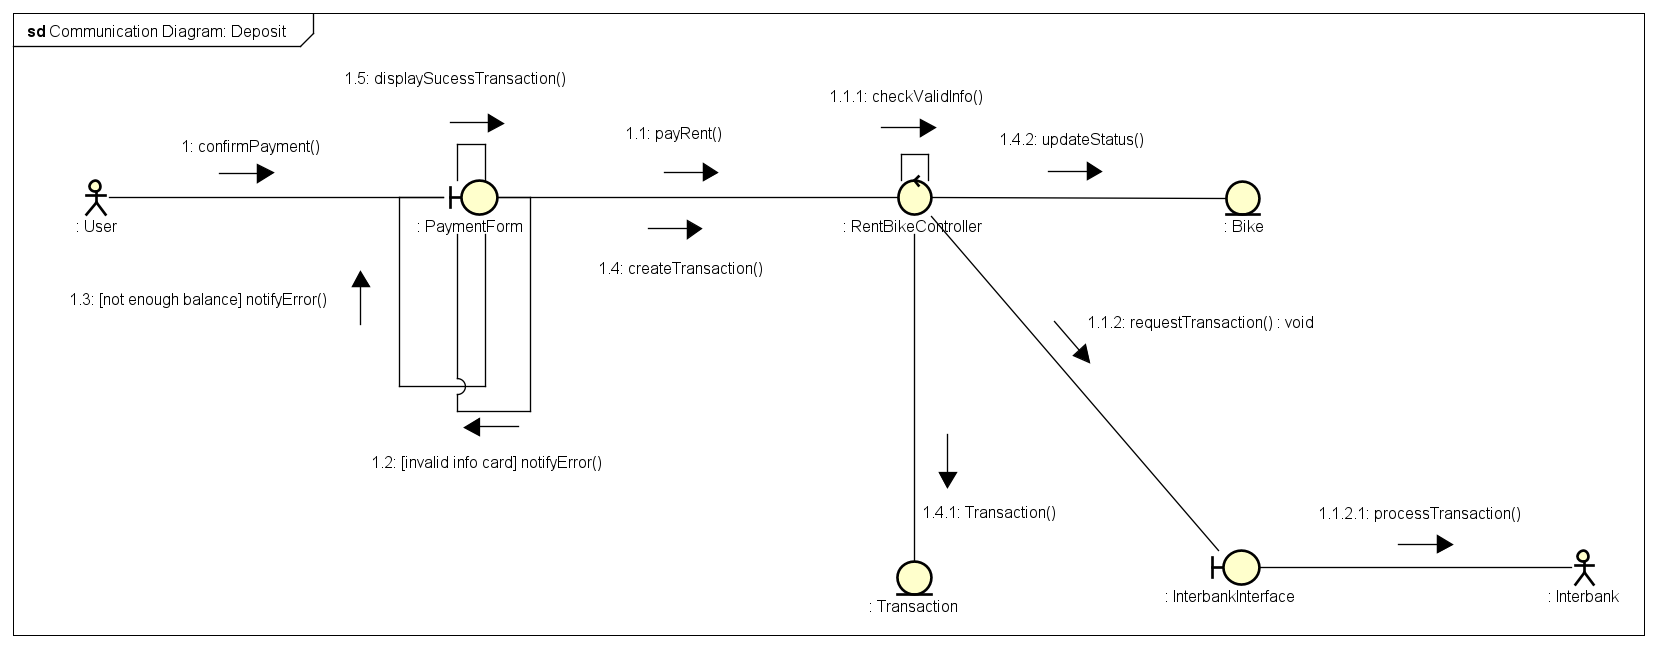 sd Communication Diagram: Deposit
1.5: displaySucessTransaction()
1.1.1: checkValidInfo()
1: confirmPayment()
1.1: payRent()
1.4.2: updateStatus()
: User
: PaymentForm
: RentBikeController
: Bike
1.4: createTransaction()
1.3: [not enough balance] notifyError()
1.1.2: requestTransaction() : void
1.2: [invalid info card] notifyError()
1.4.1: Transaction()
1.1.2.1: processTransaction()
: Transaction
: InterbankInterface
: Interbank